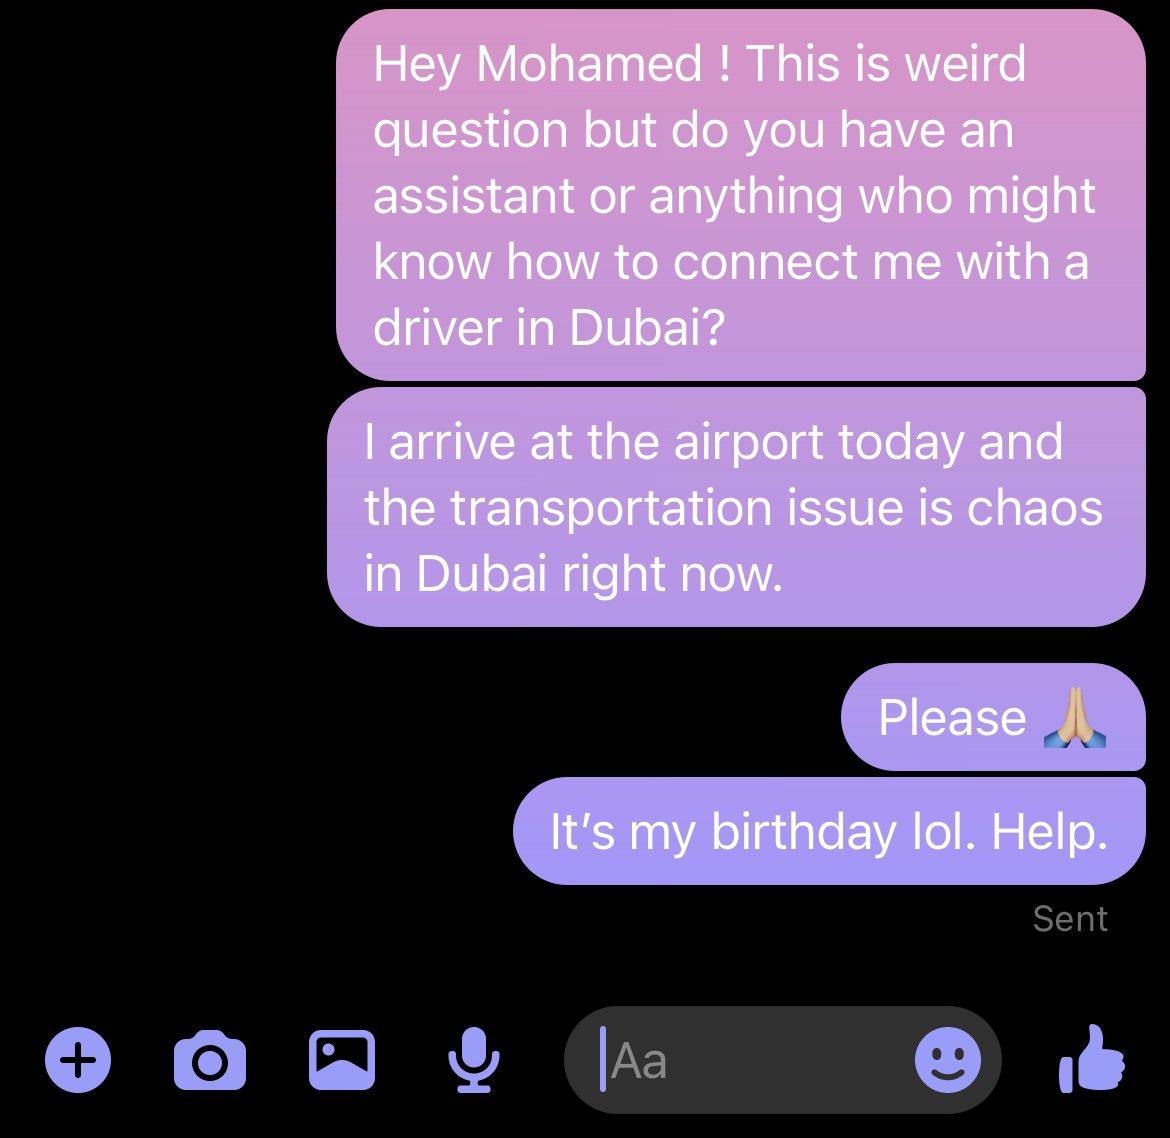 Hey Mohamed ! This is weird
question but do you have an
assistant or anything who might
know how to connect me with a
driver in Dubai?
I arrive at the airport today and
the transportation issue is chaos
in Dubai right now.
Please 🙏🏼
It’s my birthday lol. Help.
Sent
Aa